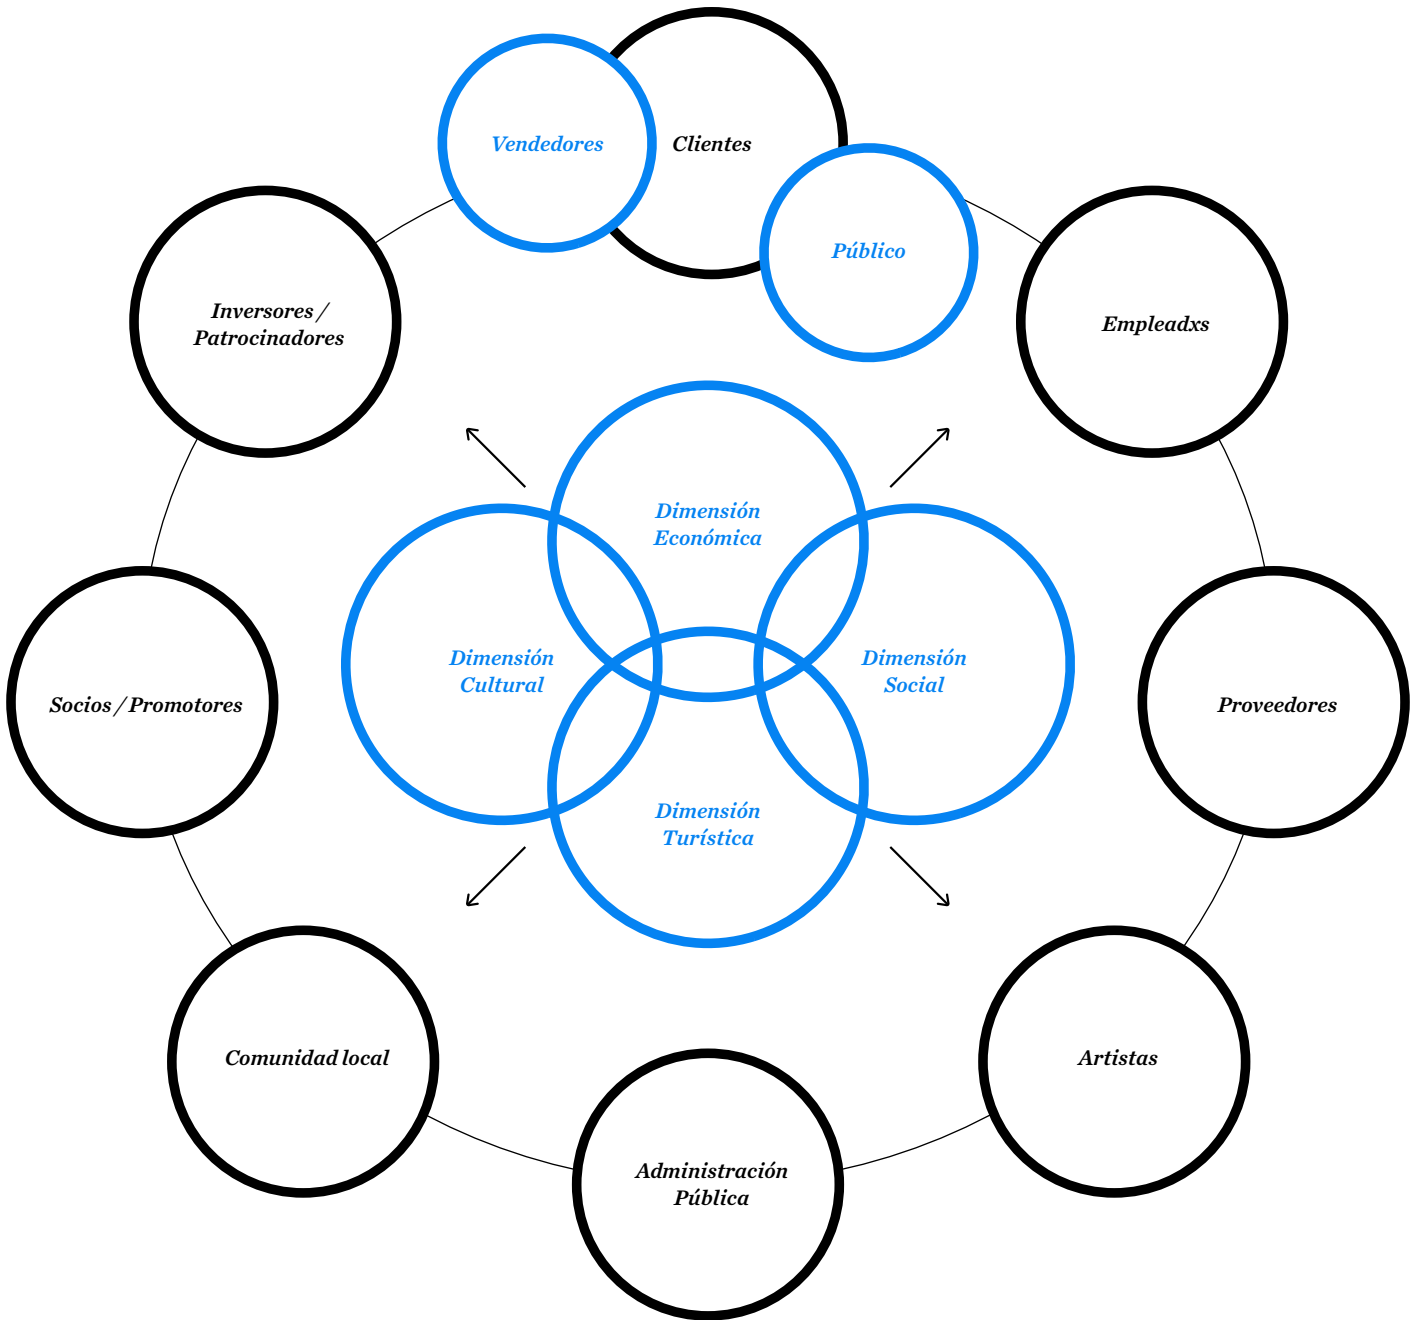 Vendedores
Clientes
Público
Inversores /
Patrocinadores
Empleadxs
Dimensión
Económica
Dimensión
Cultural
Dimensión
Social
Socios / Promotores
Proveedores
Dimensión
Turística
Comunidad local
Artistas
Administración
Pública